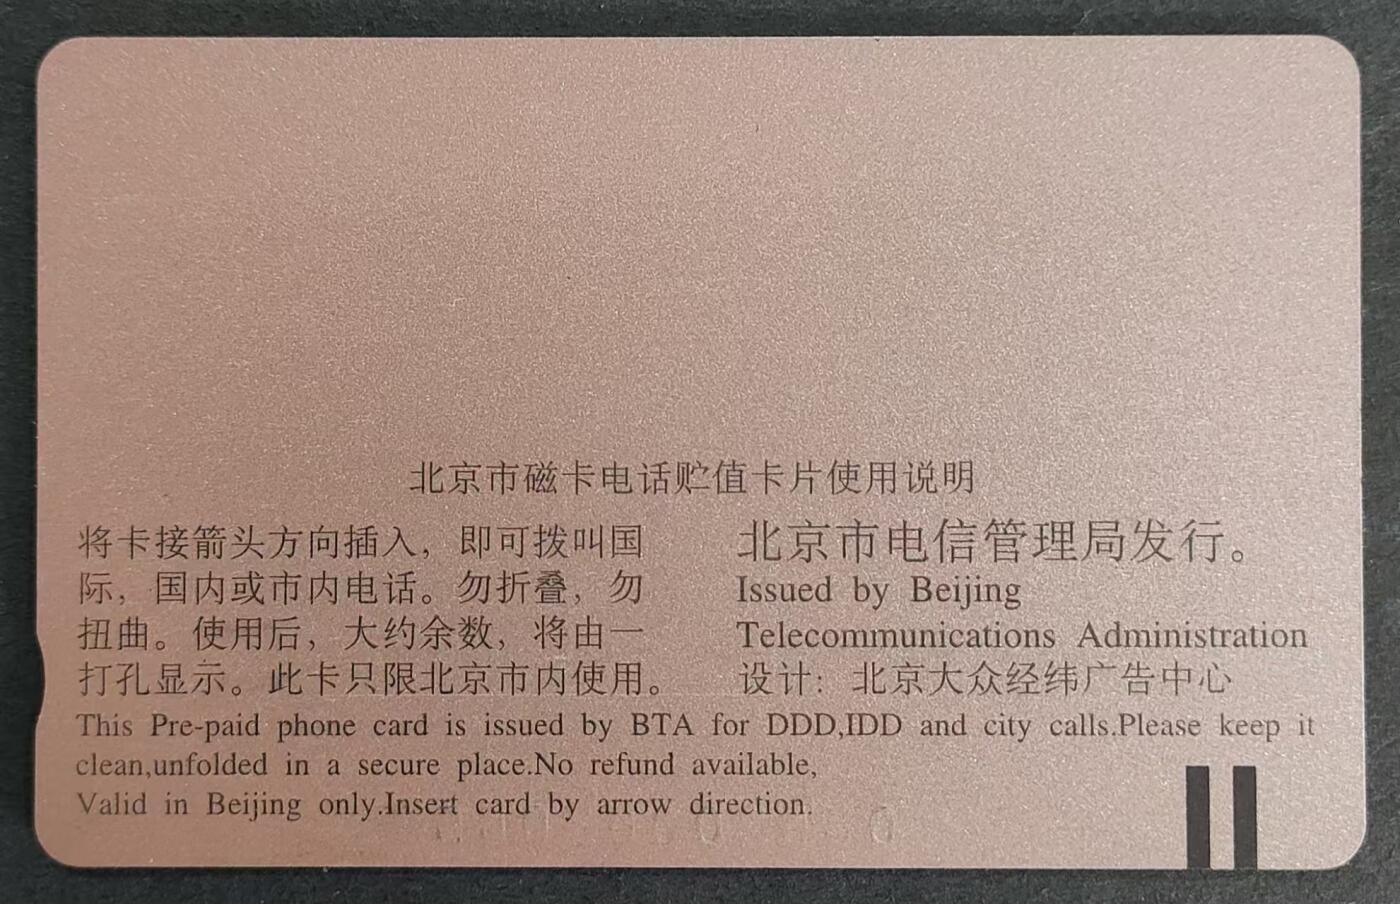 北京市磁卡电话贮值卡片使用说明
将卡接箭头方向插入，即可拨叫国
际，国内或市内电话。勿折叠，勿
扭曲。使用后，大约余数，将由一
打孔显示。此卡只限北京市内使用。
北京市电信管理局发行。
Issued by Beijing
Telecommunications Administration
设计：北京大众经纬广告中心
This Pre-paid phone card is issued by BTA for DDD,IDD and city calls.Please keep it
clean,unfolded in a secure place.No refund available,
Valid in Beijing only.Insert card by arrow direction.